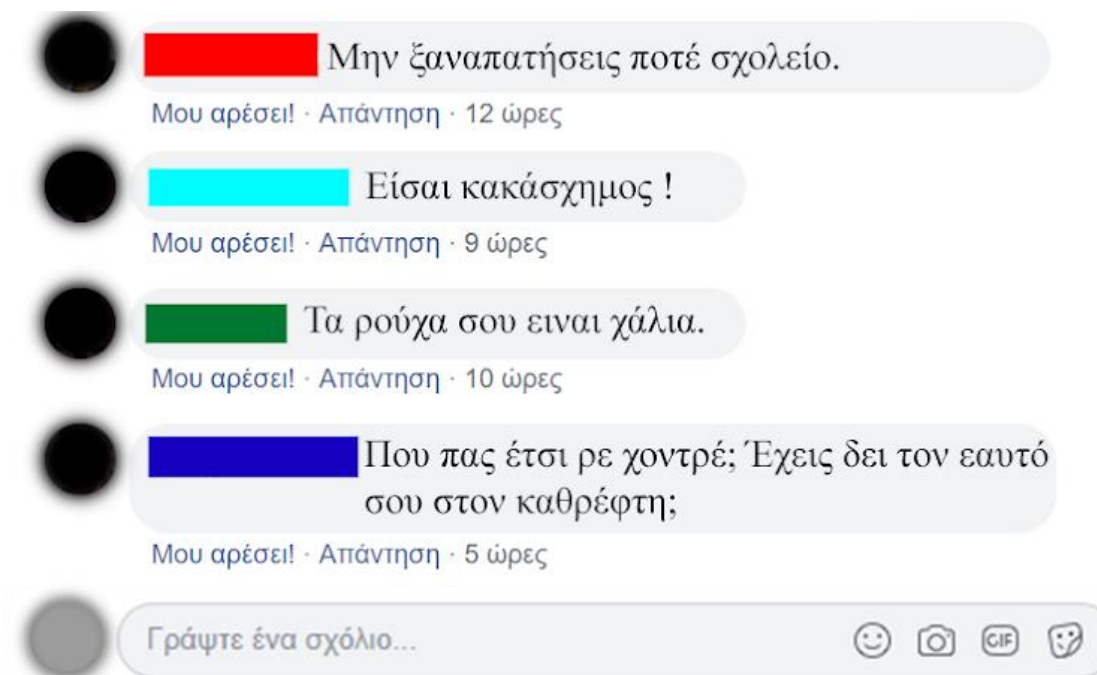 Μην ξαναπατήσεις ποτέ σχολείο.
Μου αρέσει! · Απάντηση · 12 ώρες
Είσαι κακάσχημος !
Μου αρέσει! · Απάντηση · 9 ώρες
Τα ρούχα σου ειναι χάλια.
Μου αρέσει! · Απάντηση · 10 ώρες
Που πας έτσι ρε χοντρέ; Έχεις δει τον εαυτό
σου στον καθρέφτη;
Μου αρέσει! · Απάντηση · 5 ώρες
Γράψτε ένα σχόλιο...
GIF